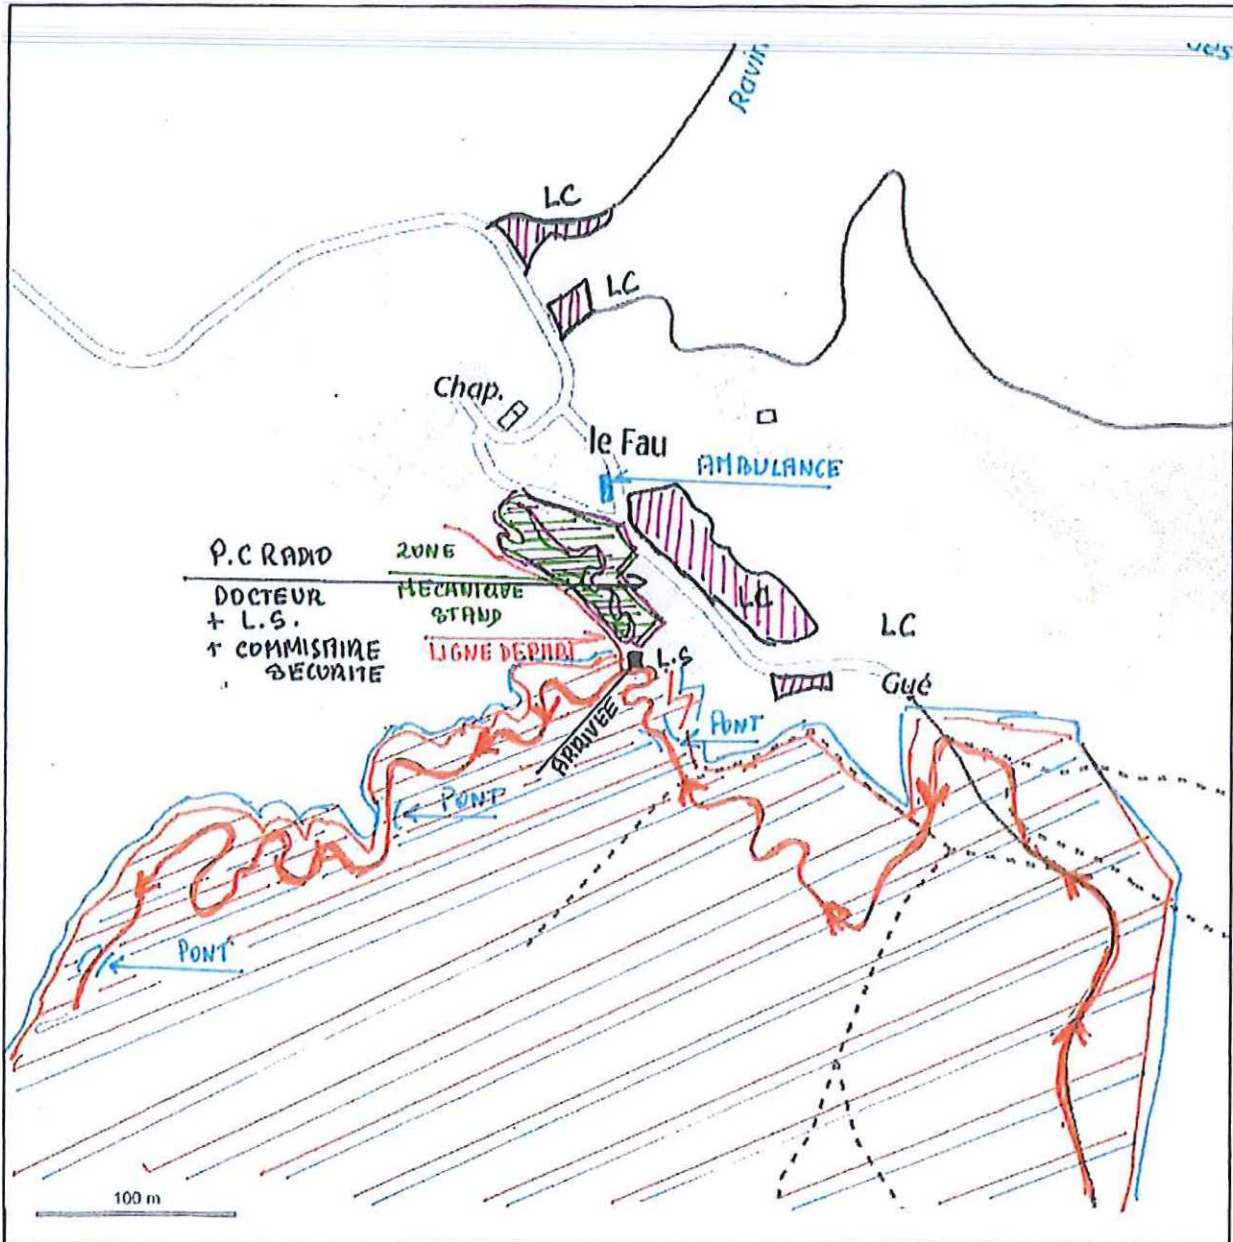 Ravin
LC
LC
Chap.
le Fau
AMBULANCE
P.C RADIO
DOCTEUR
+ L.S.
+ COMMISSAIRE
SECURITE
ZONE
MECANIQUE
STAND
LIGNE DEPART
LC
LC
L.S
Gué
ARRIVÉE
PONT
PONT
PONT
100 m